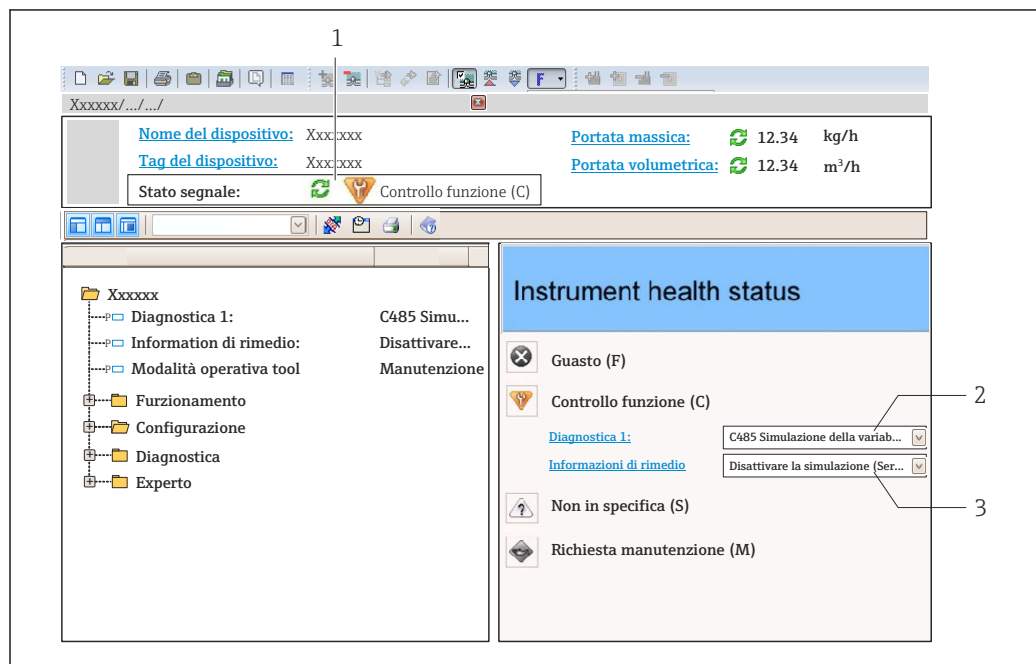 1
F
Xxxxxx/.../.../
Nome del dispositivo: Xxxxxxx
Portata massica: 12.34 kg/h
Tag del dispositivo: Xxxxxxx
Portata volumetrica: 12.34 m³/h
Stato segnale: Controllo funzione (C)
Xxxxxx
P Diagnostica 1: C485 Simu...
P Information di rimedio: Disattivare...
P Modalità operativa tool Manutenzione
Furzionamento
Configurazione
Diagnostica
Experto
Instrument health status
Guasto (F)
Controllo funzione (C)
2
Diagnostica 1: C485 Simulazione della variab...
Informazioni di rimedio Disattivare la simulazione (Ser...
Non in specifica (S)
3
Richiesta manutenzione (M)